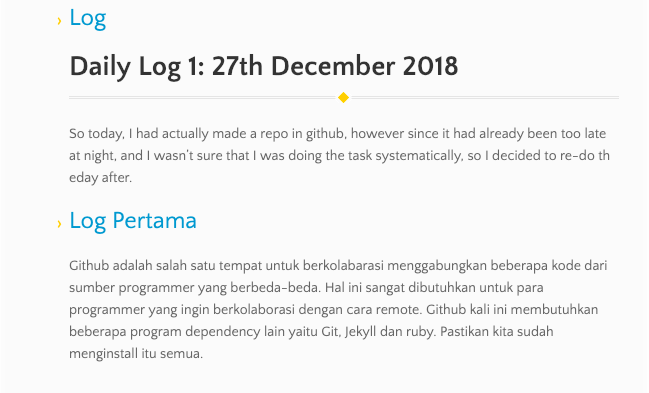 › Log
Daily Log 1: 27th December 2018
So today, I had actually made a repo in github, however since it had already been too late
at night, and I wasn't sure that I was doing the task systematically, so I decided to re-do th
eday after.
› Log Pertama
Github adalah salah satu tempat untuk berkolabarasi menggabungkan beberapa kode dari
sumber programmer yang berbeda-beda. Hal ini sangat dibutuhkan untuk para
programmer yang ingin berkolaborasi dengan cara remote. Github kali ini membutuhkan
beberapa program dependency lain yaitu Git, Jekyll dan ruby. Pastikan kita sudah
menginstall itu semua.